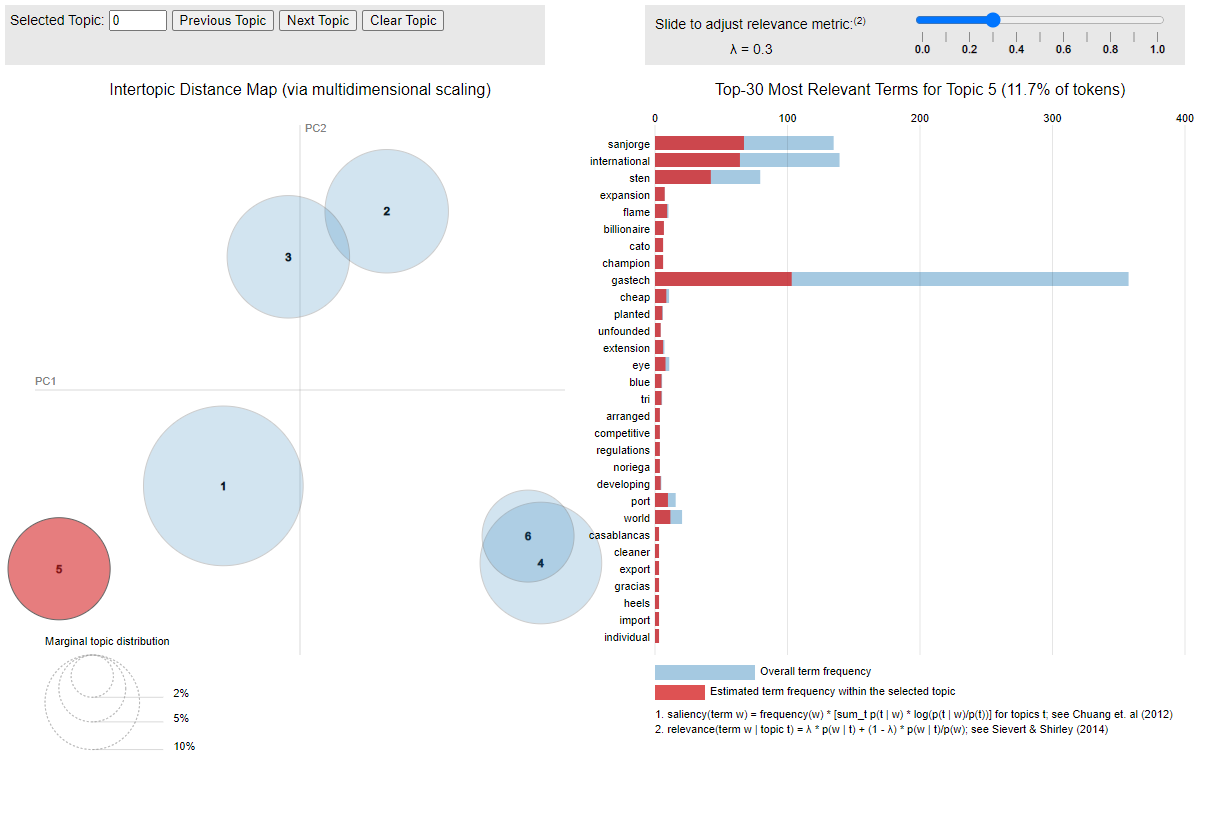 Selected Topic: 0 Previous Topic Next Topic Clear Topic
Slide to adjust relevance metric:(2)
λ = 0.3
0.0 0.2 0.4 0.6 0.8 1.0
Intertopic Distance Map (via multidimensional scaling)
PC2
PC1
2
3
1
6
4
5
Marginal topic distribution
2%
5%
10%
Top-30 Most Relevant Terms for Topic 5 (11.7% of tokens)
0 100 200 300 400
sanjorge
international
sten
expansion
flame
billionaire
cato
champion
gastech
cheap
planted
unfounded
extension
eye
blue
tri
arranged
competitive
regulations
noriega
developing
port
world
casablancas
cleaner
export
gracias
heels
import
individual
Overall term frequency
Estimated term frequency within the selected topic
1. saliency(term w) = frequency(w) * [sum_t p(t | w) * log(p(t | w)/p(t))] for topics t; see Chuang et. al (2012)
2. relevance(term w | topic t) = λ * p(w | t) + (1 - λ) * p(w | t)/p(w); see Sievert & Shirley (2014)